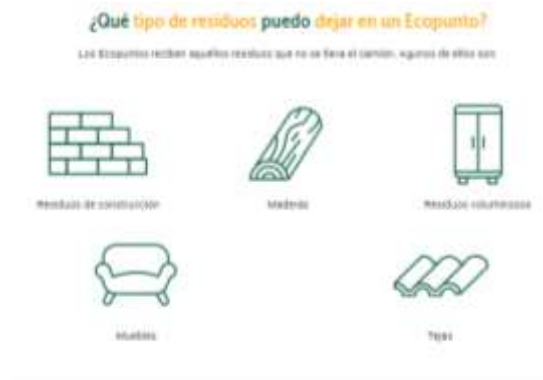 ¿Qué tipo de residuos puedo dejar en un Ecopunto?
Los Ecopuntos reciben aquellos residuos que no se lleva el camión, algunos de ellos son
Residuos de construcción
Maderas
Residuos voluminosos
Muebles
Tejas